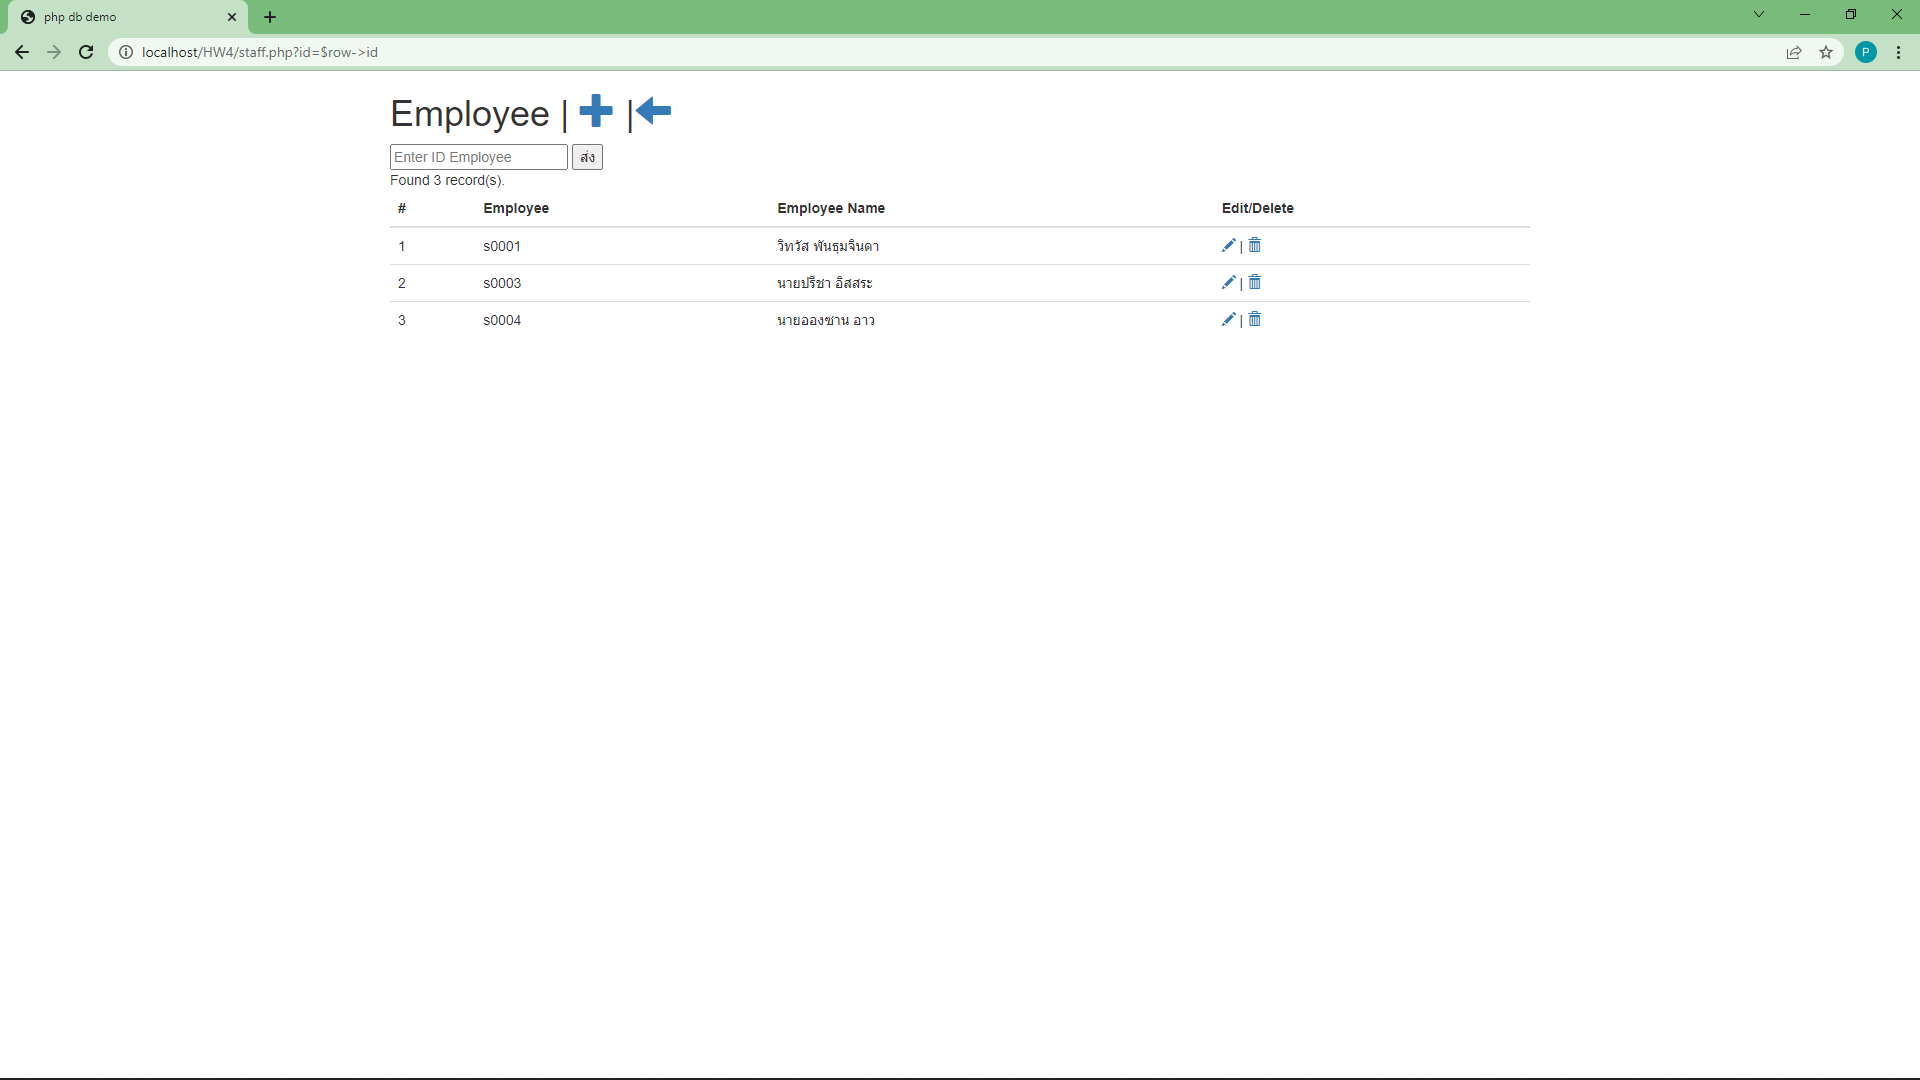 php db demo
localhost/HW4/staff.php?id=$row->id
P
Employee | |
Enter ID Employee ส่ง
Found 3 record(s).
# Employee Employee Name Edit/Delete
1 s0001 วิทวัส พันธุมจินดา |
2 s0003 นายปรีชา อิสสระ |
3 s0004 นายอองซาน อาว |